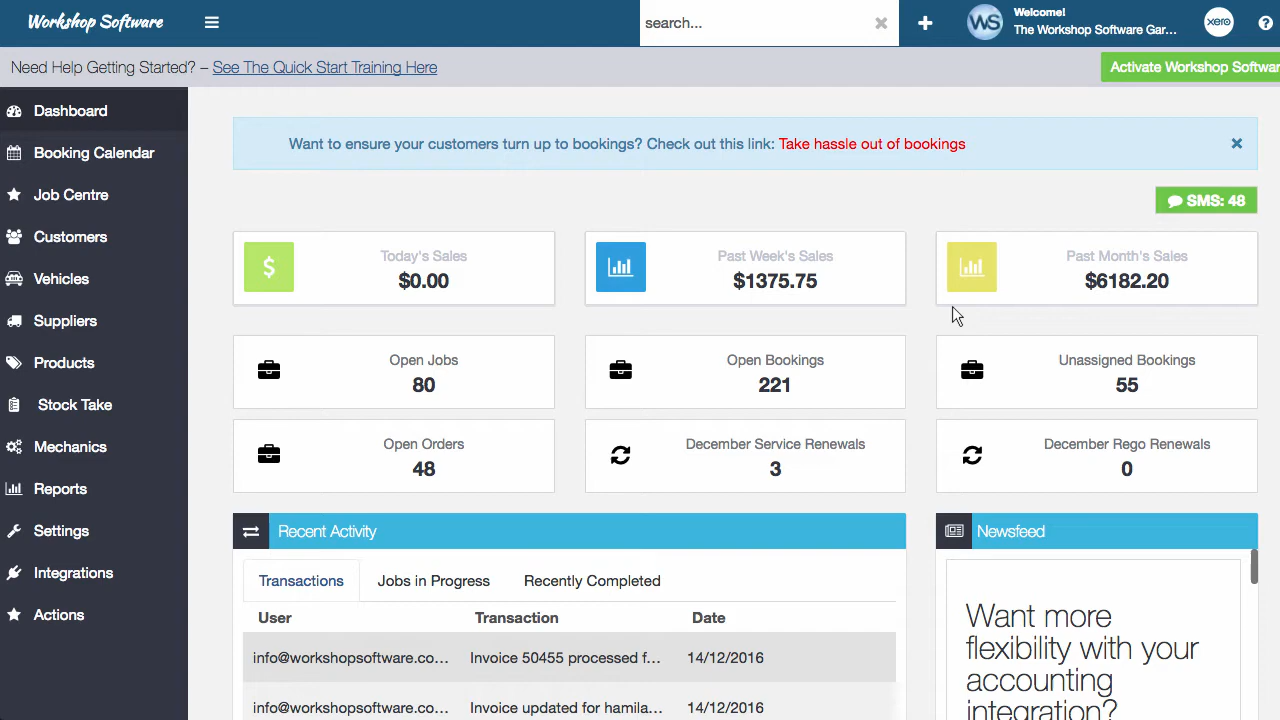 Workshop Software
search...
WS
Welcome!
The Workshop Software Gar...
xero
?
Need Help Getting Started? – See The Quick Start Training Here
Activate Workshop Softwar
Dashboard
Booking Calendar
Job Centre
Customers
Vehicles
Suppliers
Products
Stock Take
Mechanics
Reports
Settings
Integrations
Actions
Want to ensure your customers turn up to bookings? Check out this link: Take hassle out of bookings
SMS: 48
$
Today's Sales
$0.00
Past Week's Sales
$1375.75
Past Month's Sales
$6182.20
Open Jobs
80
Open Bookings
221
Unassigned Bookings
55
Open Orders
48
December Service Renewals
3
December Rego Renewals
0
Recent Activity
Transactions Jobs in Progress Recently Completed
User Transaction Date
info@workshopsoftware.co... Invoice 50455 processed f... 14/12/2016
info@workshopsoftware.co... Invoice updated for hamila... 14/12/2016
Newsfeed
Want more
flexibility with your
accounting
integration?